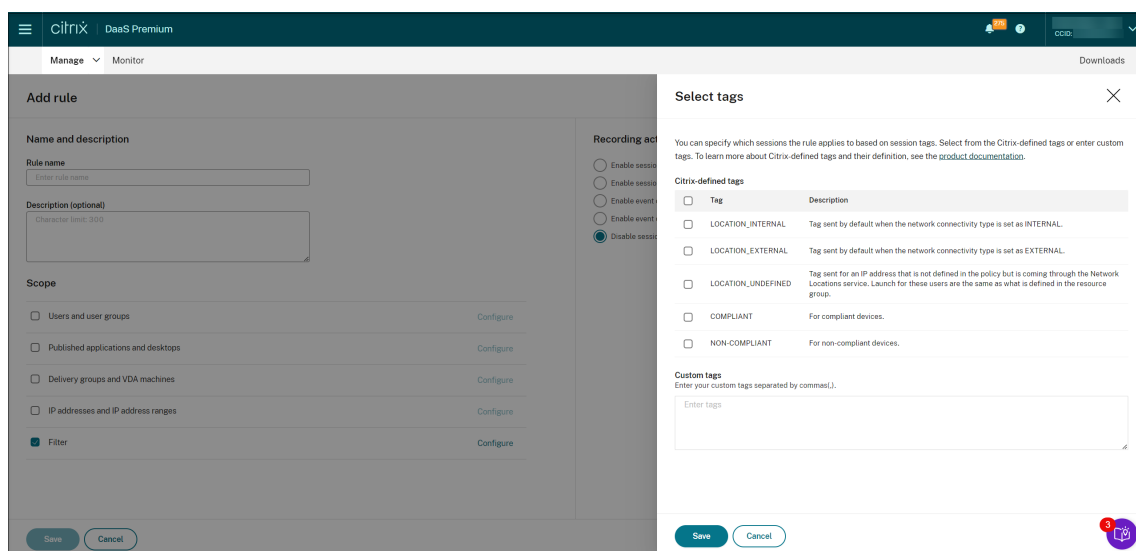 citrix | DaaS Premium
275
?
CCID:
Manage
Monitor
Downloads
Add rule
Name and description
Rule name
Enter rule name
Description (optional)
Character limit: 300
Scope
Users and user groups
Configure
Published applications and desktops
Configure
Delivery groups and VDA machines
Configure
IP addresses and IP address ranges
Configure
Filter
Configure
Save
Cancel
Recording act
Enable sessio
Enable sessio
Enable event
Enable event
Disable sessio
Select tags
You can specify which sessions the rule applies to based on session tags. Select from the Citrix-defined tags or enter custom
tags. To learn more about Citrix-defined tags and their definition, see the product documentation.
Citrix-defined tags
Tag
Description
LOCATION_INTERNAL
Tag sent by default when the network connectivity type is set as INTERNAL.
LOCATION_EXTERNAL
Tag sent by default when the network connectivity type is set as EXTERNAL.
LOCATION_UNDEFINED
Tag sent for an IP address that is not defined in the policy but is coming through the Network
Locations service. Launch for these users are the same as what is defined in the resource
group.
COMPLIANT
For compliant devices.
NON-COMPLIANT
For non-compliant devices.
Custom tags
Enter your custom tags separated by commas(,).
Enter tags
Save
Cancel
3